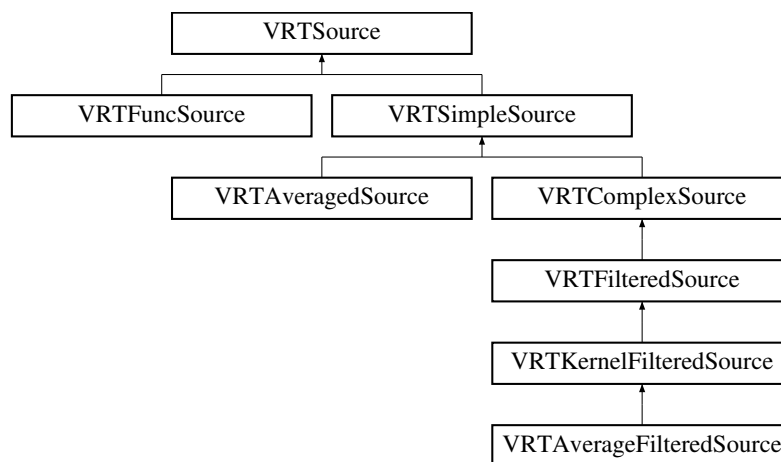 VRTSource
VRTFuncSource
VRTSimpleSource
VRTAveragedSource
VRTComplexSource
VRTFilteredSource
VRTKernelFilteredSource
VRTAverageFilteredSource